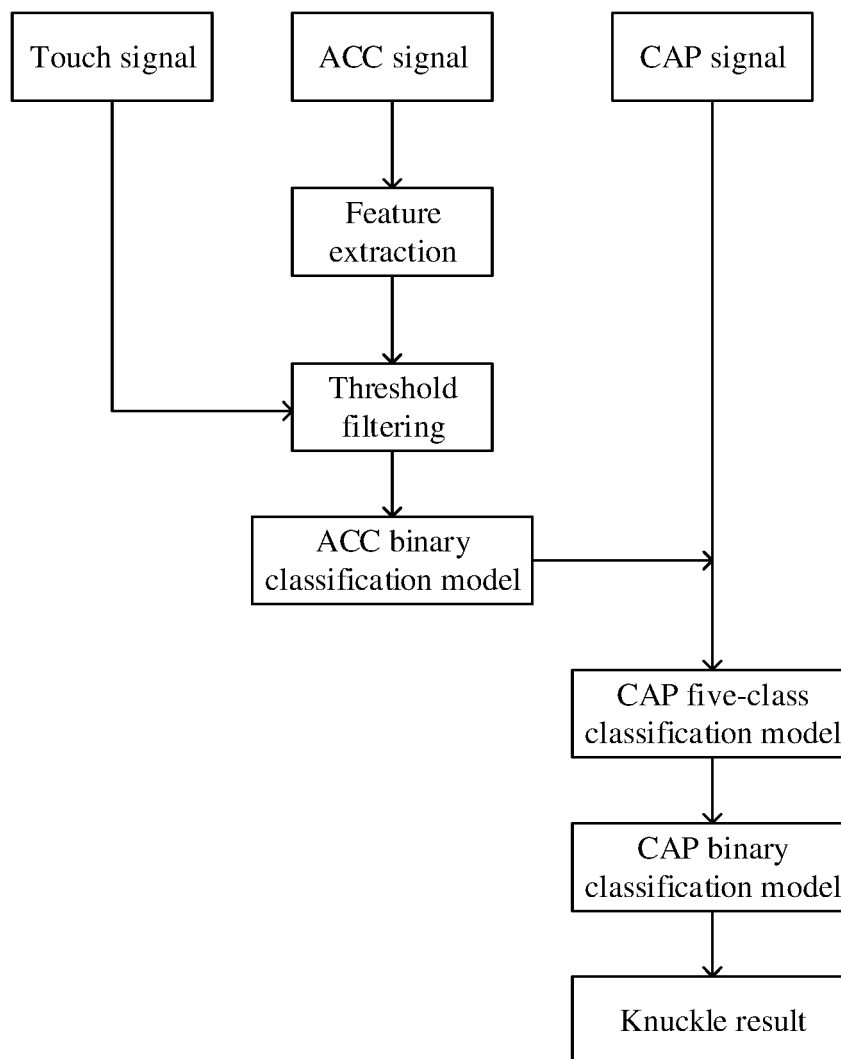 Touch signal
ACC signal
CAP signal
Feature
extraction
Threshold
filtering
ACC binary
classification model
CAP five-class
classification model
CAP binary
classification model
Knuckle result